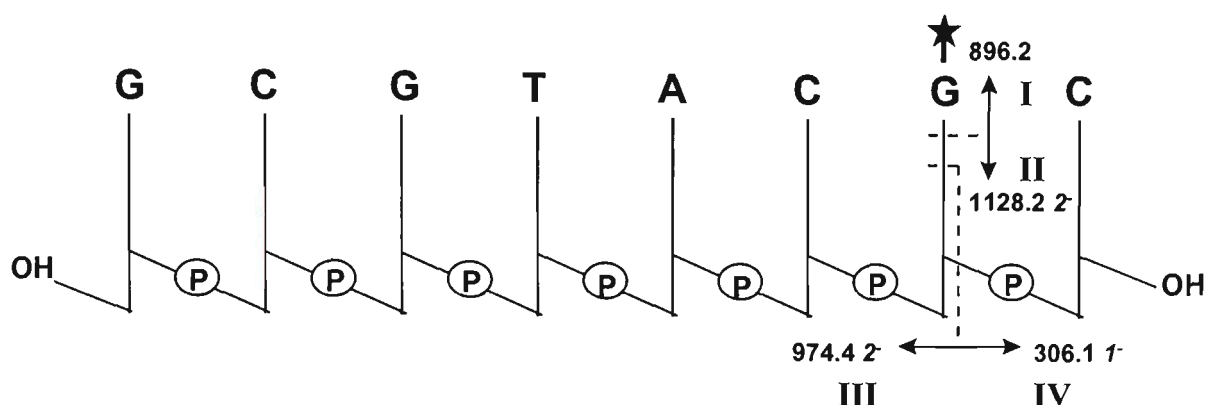 896.2
G C G T A C G I C
II
1128.2 2-
OH P P P P P P P OH
974.4 2- 306.1 1-
III IV